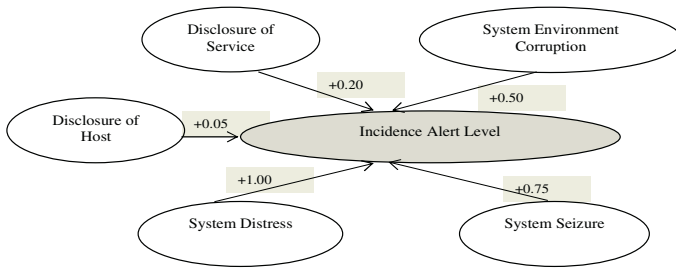 Disclosure of
Service
System Environment
Corruption
+0.20
+0.50
Disclosure of
Host
+0.05
Incidence Alert Level
+1.00
+0.75
System Distress
System Seizure